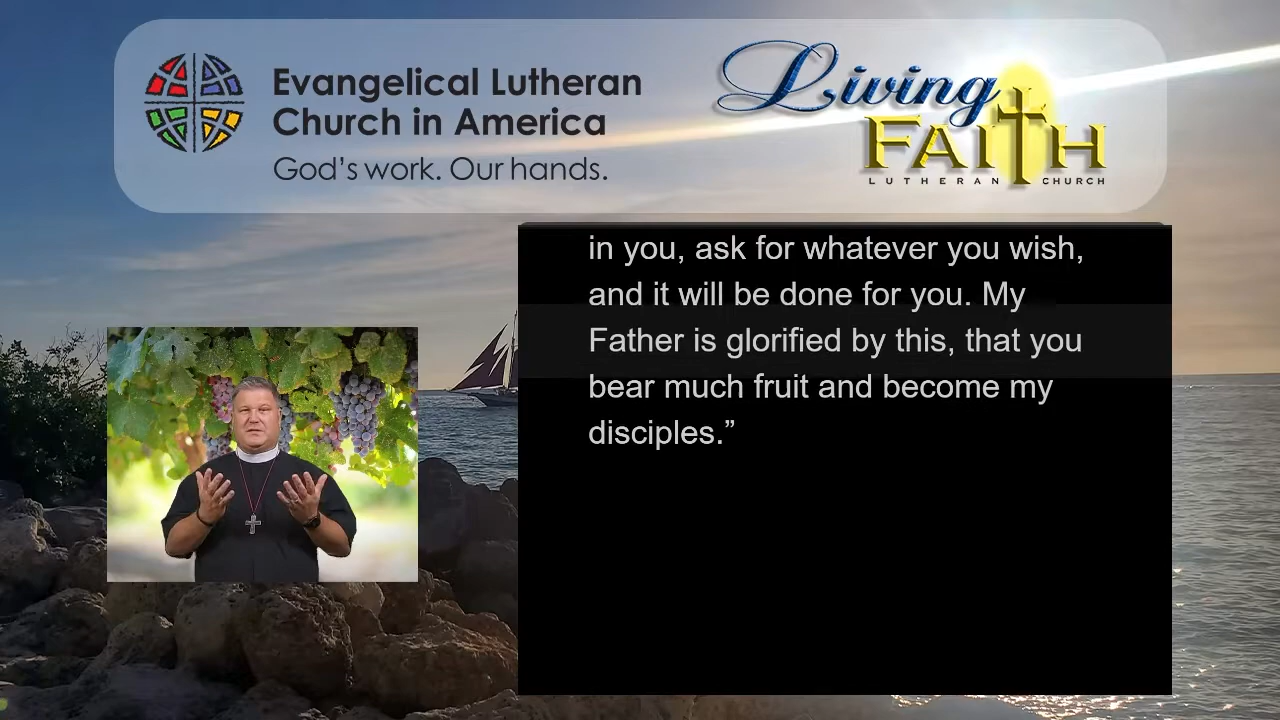 Evangelical Lutheran
Church in America
God's work. Our hands.
Living
FAITH
LUTHERAN CHURCH
in you, ask for whatever you wish,
and it will be done for you. My
Father is glorified by this, that you
bear much fruit and become my
disciples.”